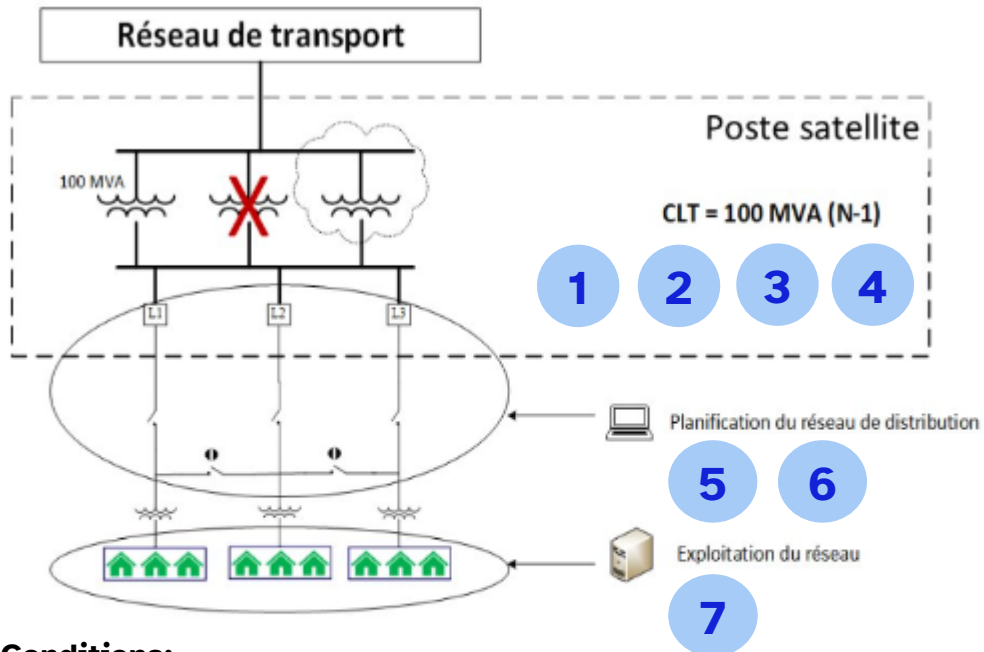 Réseau de transport
Poste satellite
100 MVA
CLT = 100 MVA (N-1)
1 2 3 4
L1 L2 L3
Planification du réseau de distribution
5 6
Exploitation du réseau
7
Conditions: